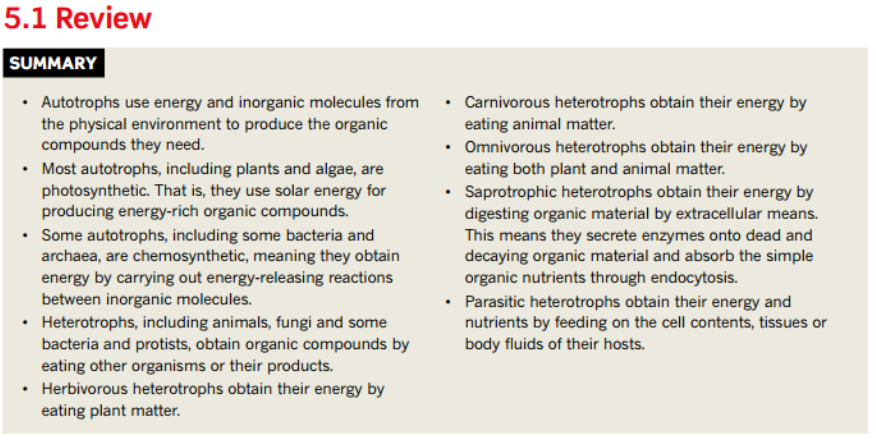 5.1 Review
SUMMARY
• Autotrophs use energy and inorganic molecules from
the physical environment to produce the organic
compounds they need.
• Most autotrophs, including plants and algae, are
photosynthetic. That is, they use solar energy for
producing energy-rich organic compounds.
• Some autotrophs, including some bacteria and
archaea, are chemosynthetic, meaning they obtain
energy by carrying out energy-releasing reactions
between inorganic molecules.
• Heterotrophs, including animals, fungi and some
bacteria and protists, obtain organic compounds by
eating other organisms or their products.
• Herbivorous heterotrophs obtain their energy by
eating plant matter.
• Carnivorous heterotrophs obtain their energy by
eating animal matter.
• Omnivorous heterotrophs obtain their energy by
eating both plant and animal matter.
• Saprotrophic heterotrophs obtain their energy by
digesting organic material by extracellular means.
This means they secrete enzymes onto dead and
decaying organic material and absorb the simple
organic nutrients through endocytosis.
• Parasitic heterotrophs obtain their energy and
nutrients by feeding on the cell contents, tissues or
body fluids of their hosts.